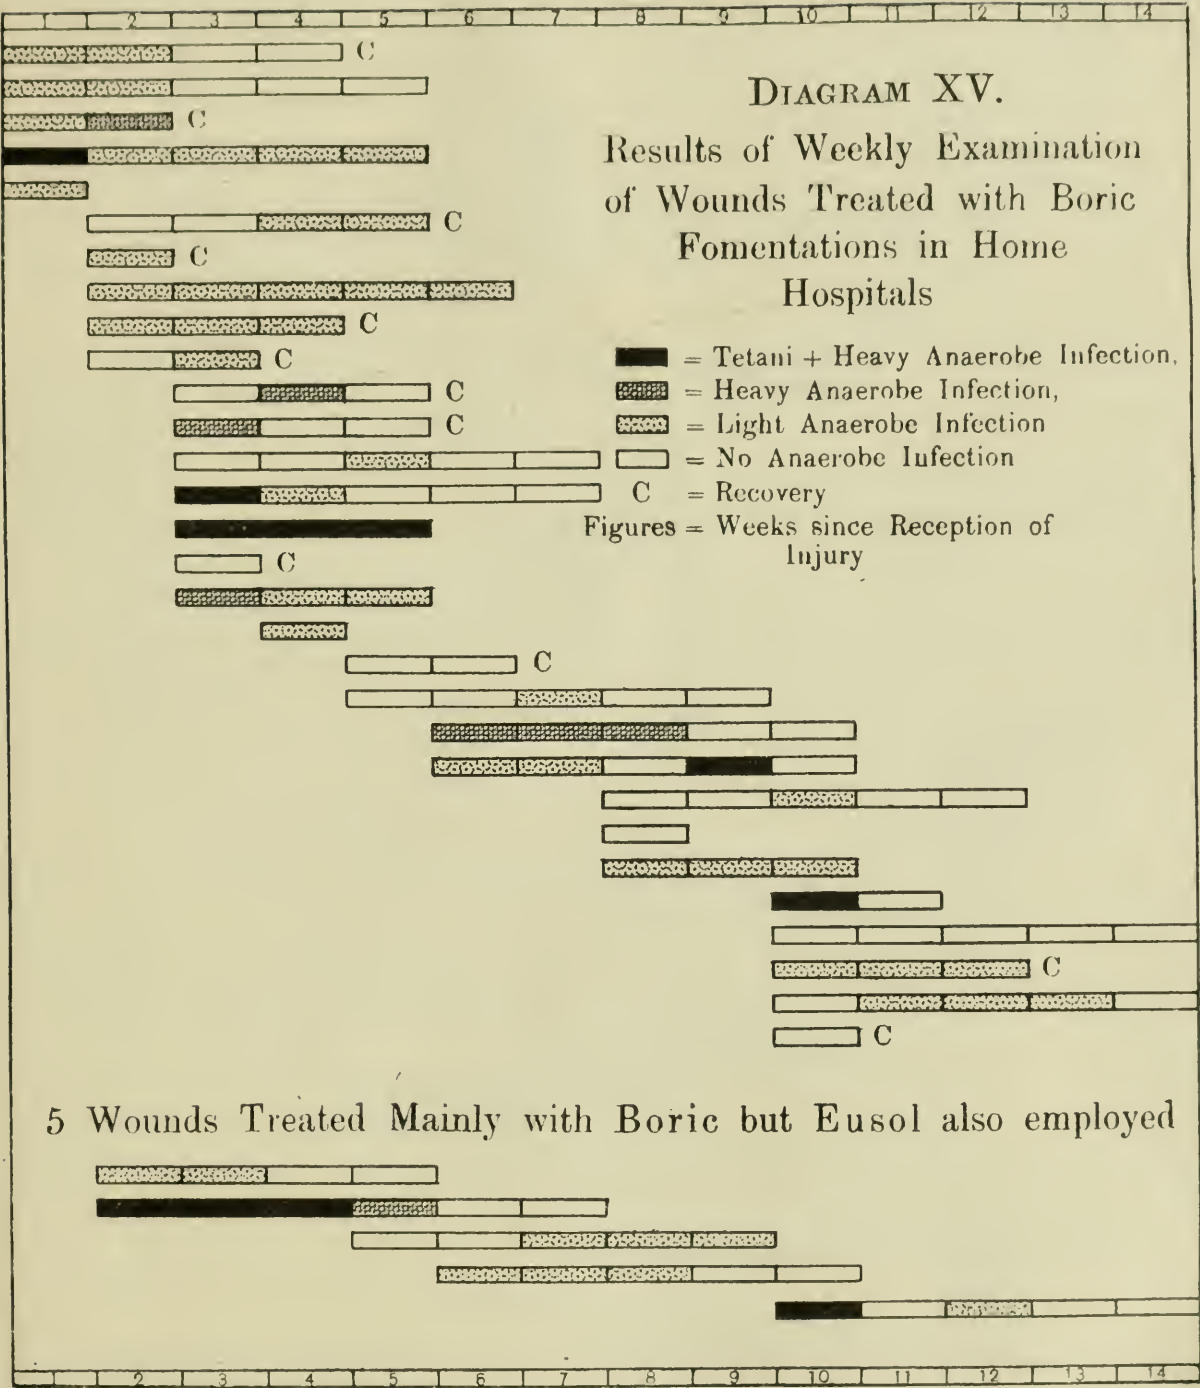 1 2 3 4 5 6 7 8 9 10 11 12 13 14
C
DIAGRAM XV.
Results of Weekly Examination
of Wounds Treated with Boric
Fomentations in Home
Hospitals
C
C
C
C
C
C
C
C
C
C
C
= Tetani + Heavy Anaerobe Infection,
= Heavy Anaerobe Infection,
= Light Anaerobe Infection
= No Anaerobe Infection
C = Recovery
Figures = Weeks since Reception of
Injury
C
5 Wounds Treated Mainly with Boric but Eusol also employed
2 3 4 5 6 7 8 9 10 11 12 13 14